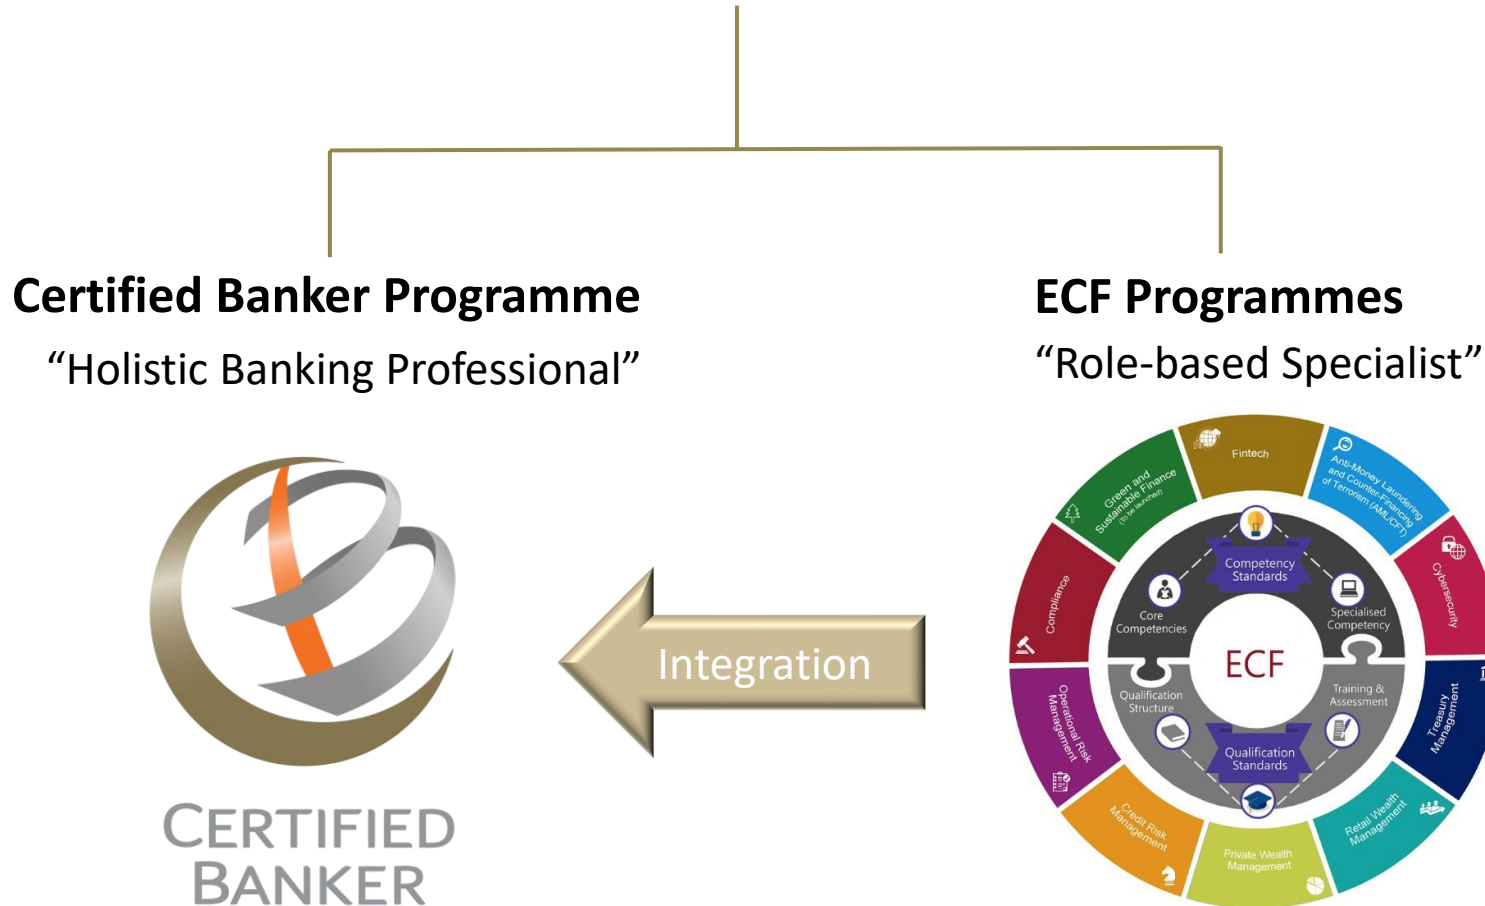 Certified Banker Programme
“Holistic Banking Professional”
CERTIFIED
BANKER
Integration
ECF Programmes
“Role-based Specialist”
Fintech
Anti-Money Laundering
and Counter-Financing
of Terrorism (AML/CFT)
Cybersecurity
Treasury
Management
Retail Wealth
Management
Private Wealth
Management
Credit Risk
Management
Operational Risk
Management
Compliance
Green and
Sustainable Finance
(To be launched)
Competency
Standards
Core
Competencies
Specialised
Competency
ECF
Qualification
Structure
Training &
Assessment
Qualification
Standards